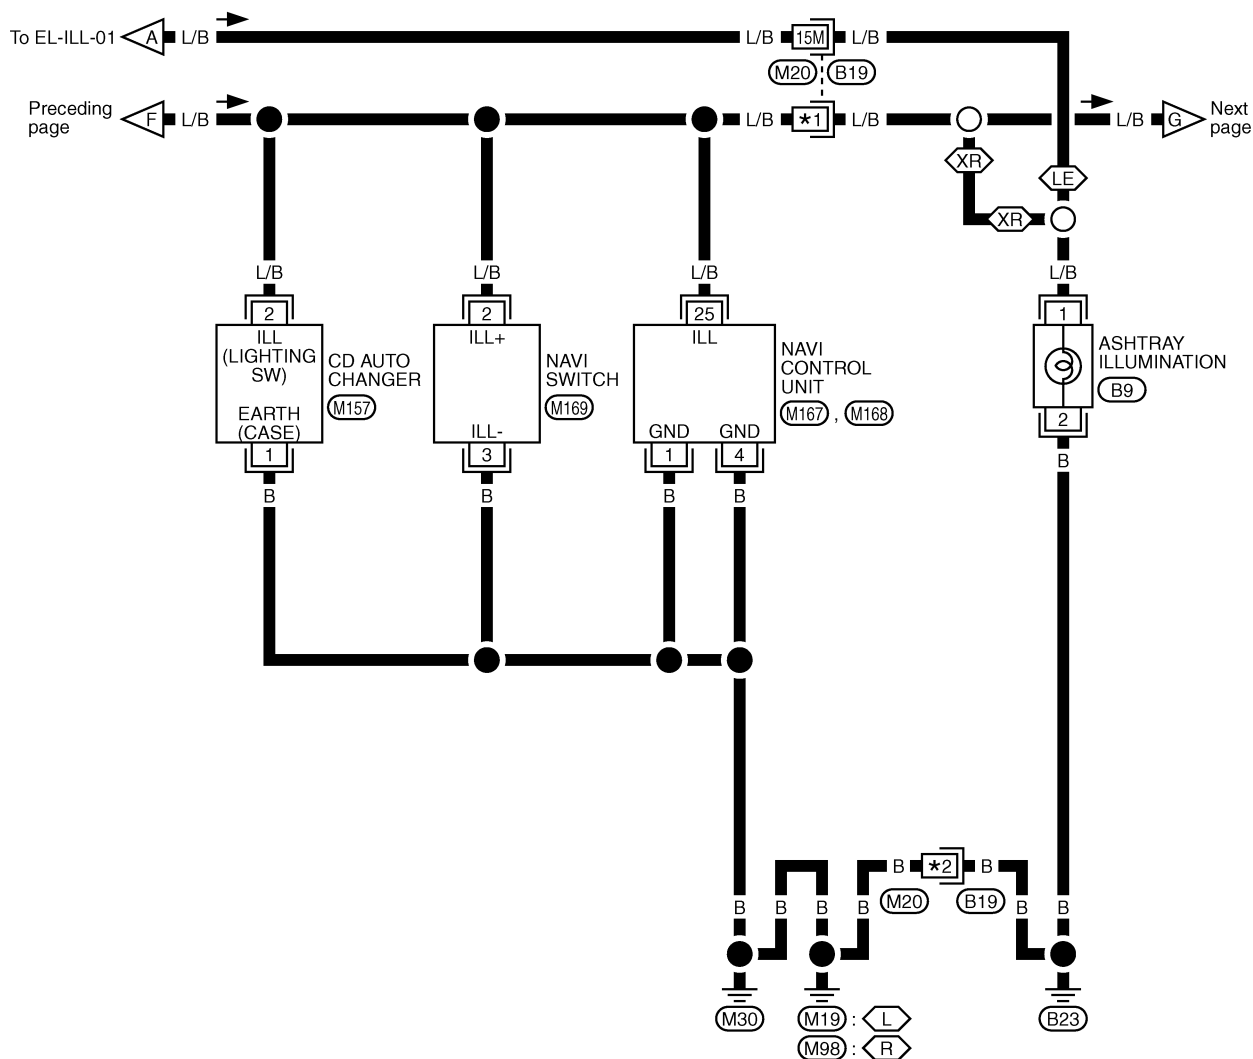 To EL-ILL-01 A L/B L/B 15M L/B
M20 B19
Preceding page F L/B L/B *1 L/B L/B G Next page
XR
LE
XR
L/B L/B L/B L/B
2 2 25 1
ILL (LIGHTING SW)
EARTH (CASE)
CD AUTO CHANGER
M157
ILL+
ILL-
NAVI SWITCH
M169
ILL
GND GND
NAVI CONTROL UNIT
M167 , M168
ASHTRAY ILLUMINATION
B9
2
1 3 1 4
B
B B B B
B *2 B
M20 B19
B B B B B B
M30 M19 : L B23
M98 : R